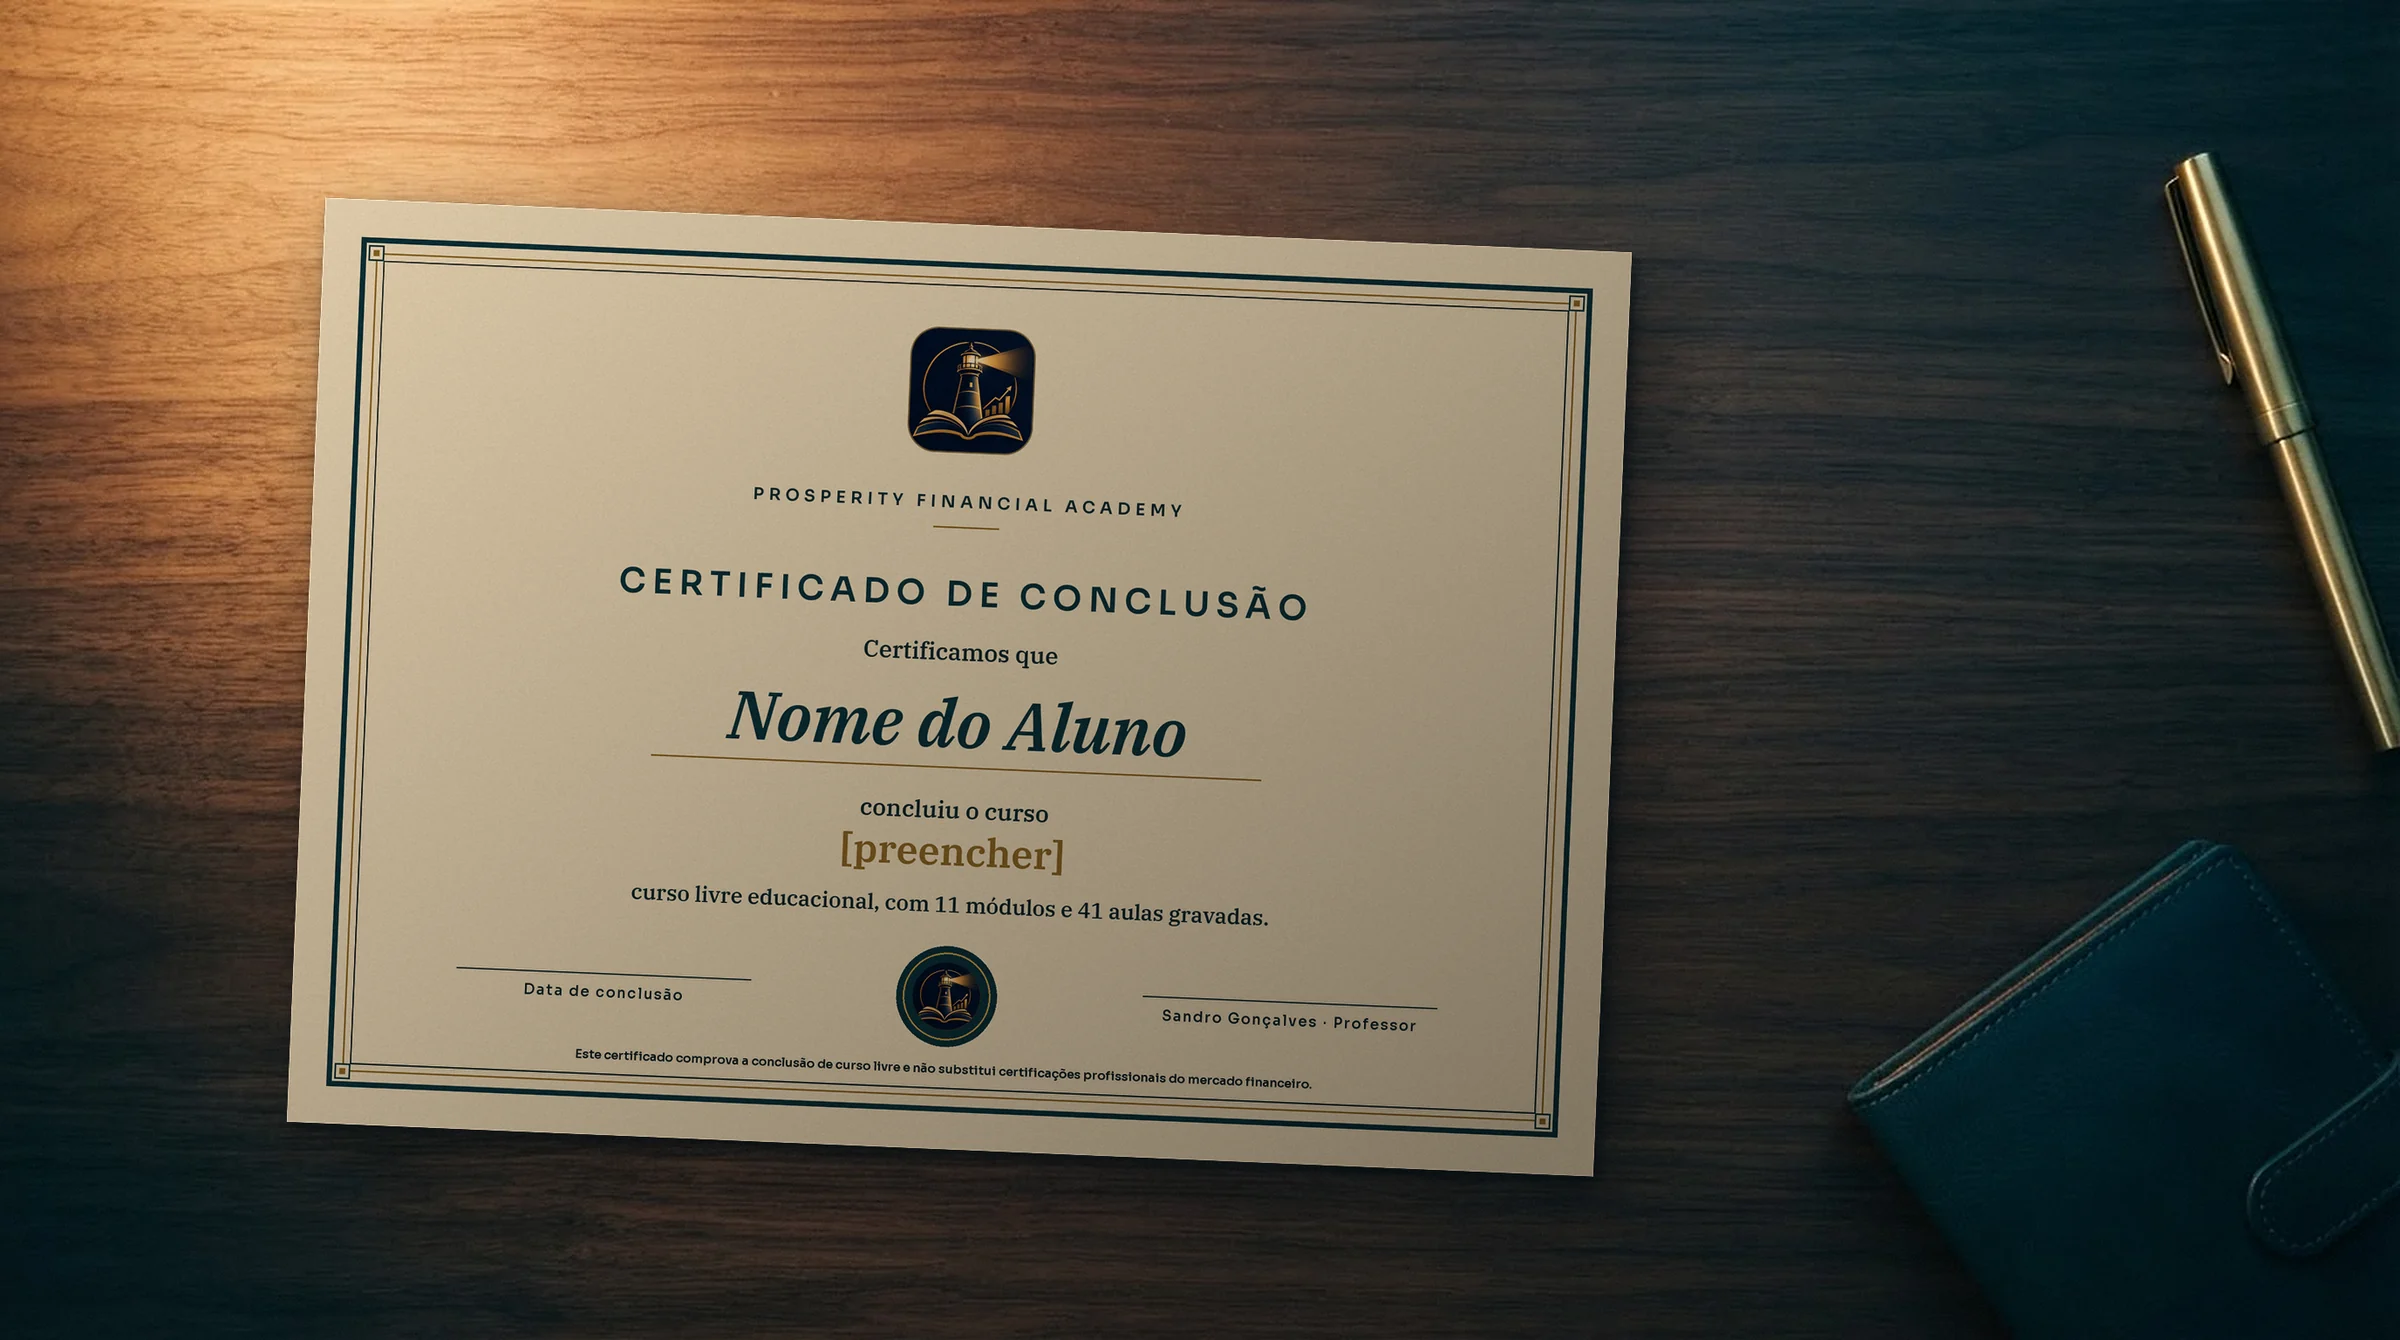 PROSPERITY FINANCIAL ACADEMY
CERTIFICADO DE CONCLUSÃO
Certificamos que
Nome do Aluno
concluiu o curso
[preencher]
curso livre educacional, com 11 módulos e 41 aulas gravadas.
Data de conclusão
Sandro Gonçalves · Professor
Este certificado comprova a conclusão de curso livre e não substitui certificações profissionais do mercado financeiro.